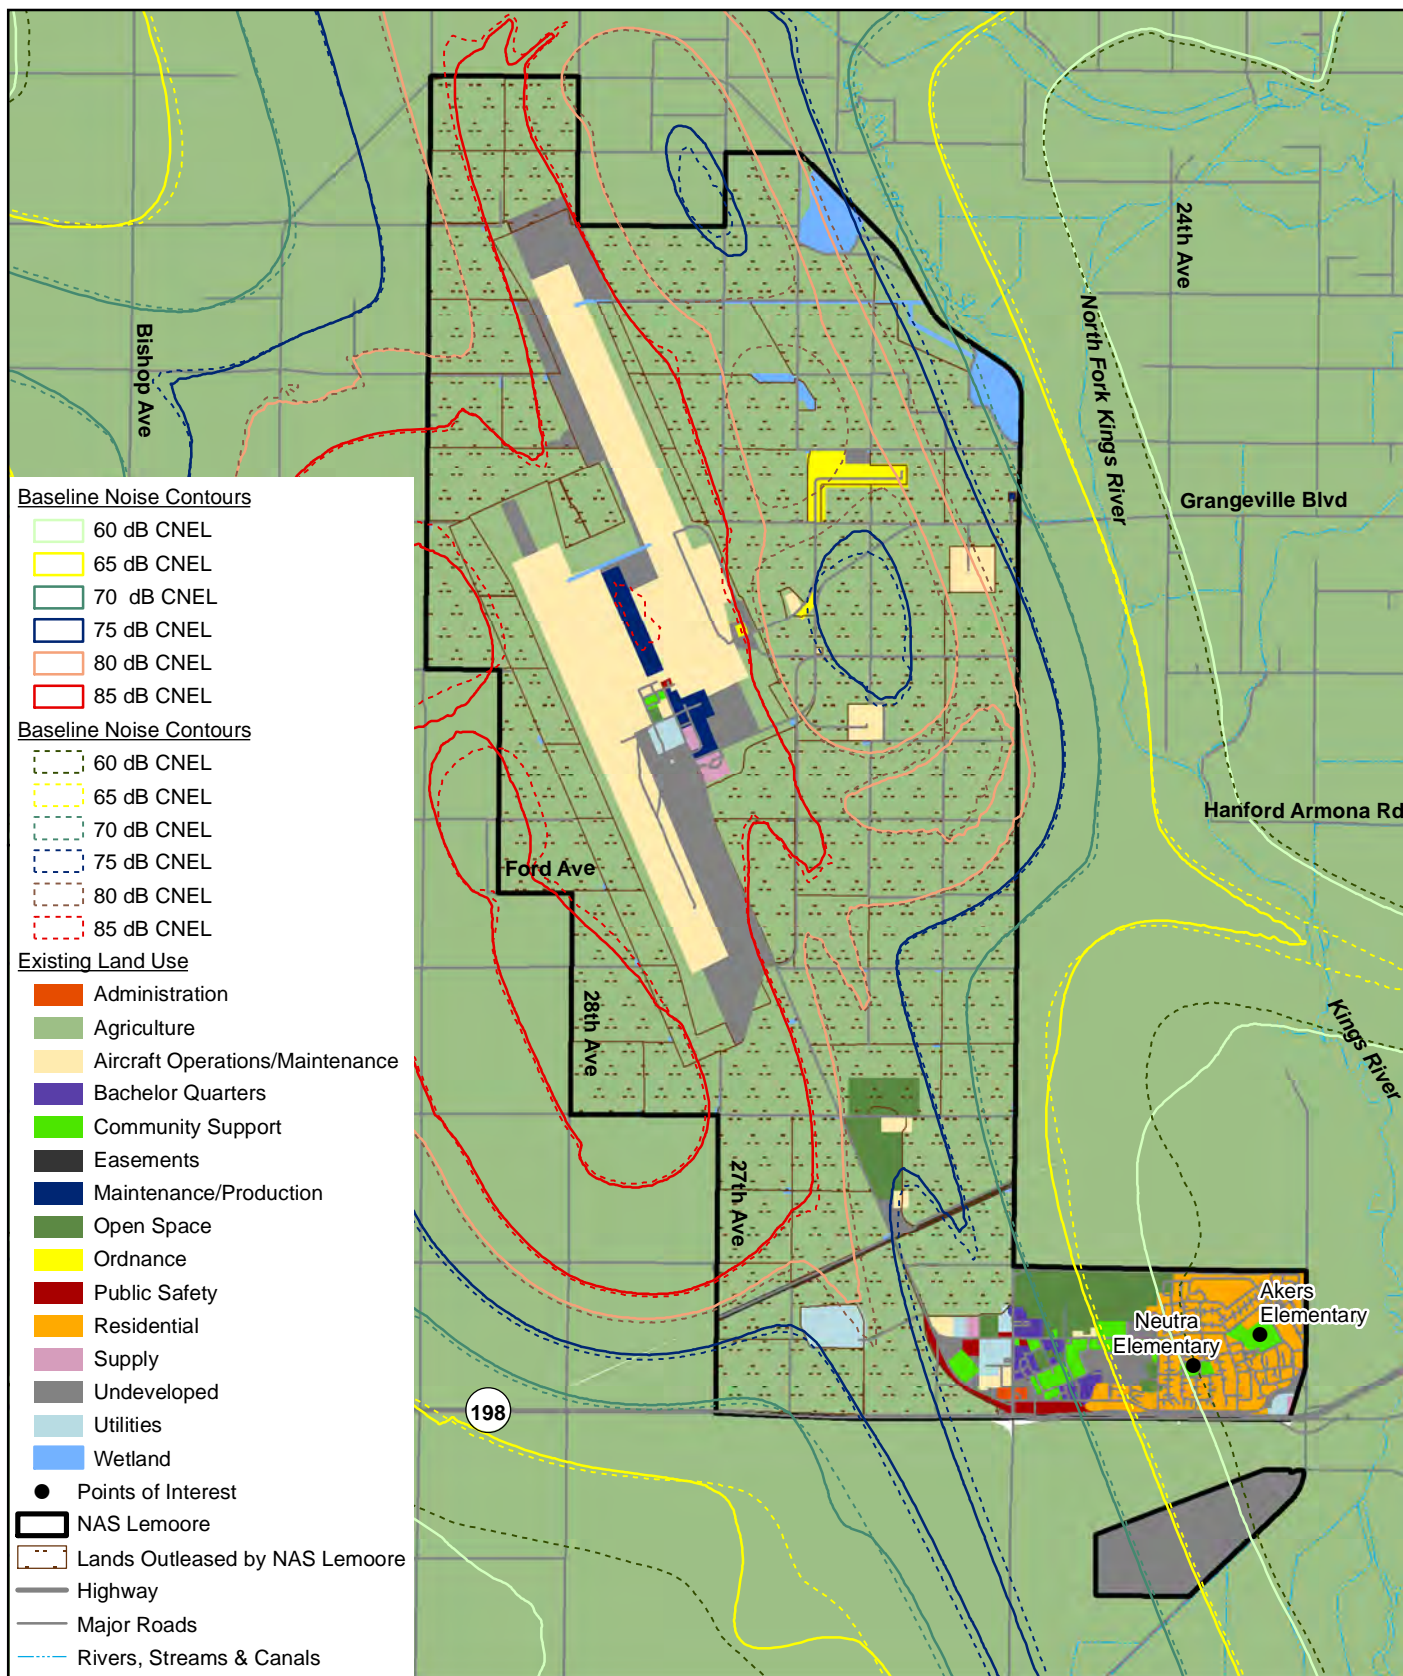 24th Ave
North Fork Kings River
Bishop Ave
Grangeville Blvd
Hanford Armona Rd
Ford Ave
28th Ave
Kings River
27th Ave
Akers
Elementary
Neutra
Elementary
198
Baseline Noise Contours
60 dB CNEL
65 dB CNEL
70 dB CNEL
75 dB CNEL
80 dB CNEL
85 dB CNEL
Baseline Noise Contours
60 dB CNEL
65 dB CNEL
70 dB CNEL
75 dB CNEL
80 dB CNEL
85 dB CNEL
Existing Land Use
Administration
Agriculture
Aircraft Operations/Maintenance
Bachelor Quarters
Community Support
Easements
Maintenance/Production
Open Space
Ordnance
Public Safety
Residential
Supply
Undeveloped
Utilities
Wetland
Points of Interest
NAS Lemoore
Lands Outleased by NAS Lemoore
Highway
Major Roads
Rivers, Streams & Canals